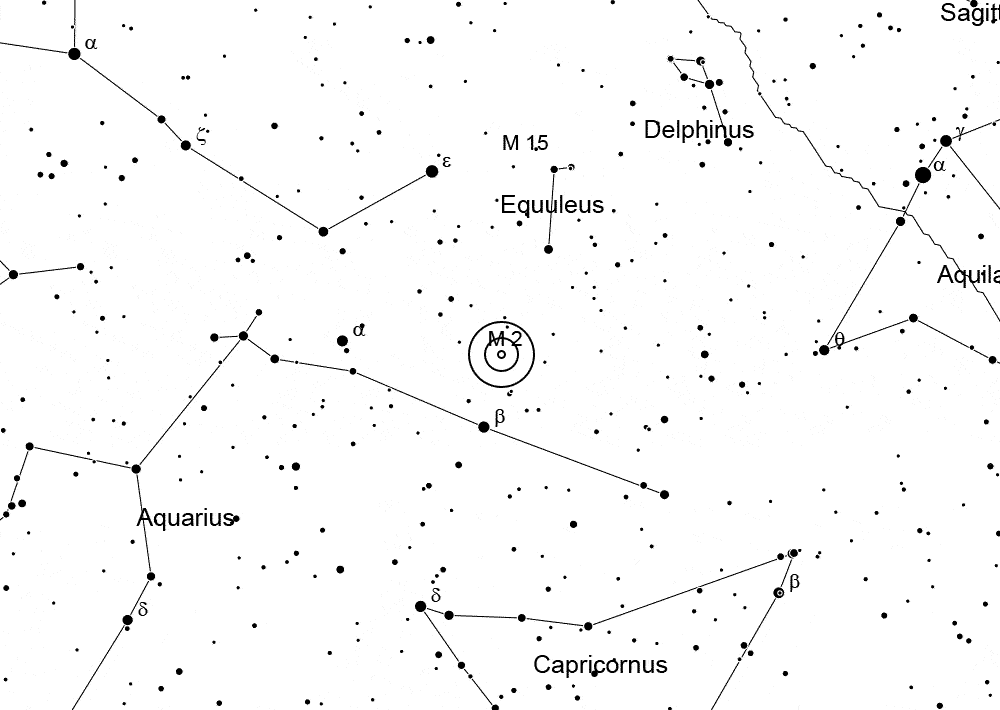 Sagitt
α
γ
Delphinus
ζ
M 15
ε
α
Equuleus
Aquila
α
M 2
θ
β
Aquarius
β
δ
δ
Capricornus